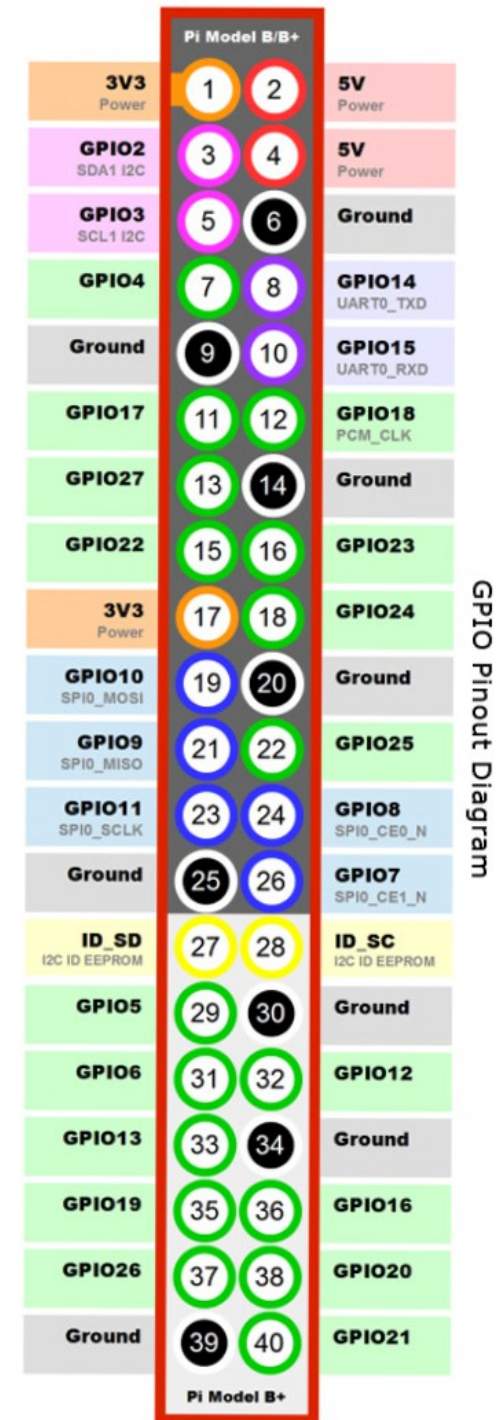 Pi Model B/B+
3V3 1 2 5V
Power Power
GPIO2 3 4 5V
SDA1 I2C Power
GPIO3 5 6 Ground
SCL1 I2C
GPIO4 7 8 GPIO14
UART0_TXD
Ground 9 10 GPIO15
UART0_RXD
GPIO17 11 12 GPIO18
PCM_CLK
GPIO27 13 14 Ground
GPIO22 15 16 GPIO23
3V3 17 18 GPIO24
Power
GPIO10 19 20 Ground
SPI0_MOSI
GPIO9 21 22 GPIO25
SPI0_MISO
GPIO11 23 24 GPIO8
SPI0_SCLK SPI0_CE0_N
Ground 25 26 GPIO7
SPI0_CE1_N
ID_SD 27 28 ID_SC
I2C ID EEPROM I2C ID EEPROM
GPIO5 29 30 Ground
GPIO6 31 32 GPIO12
GPIO13 33 34 Ground
GPIO19 35 36 GPIO16
GPIO26 37 38 GPIO20
Ground 39 40 GPIO21
Pi Model B+
GPIO Pinout Diagram